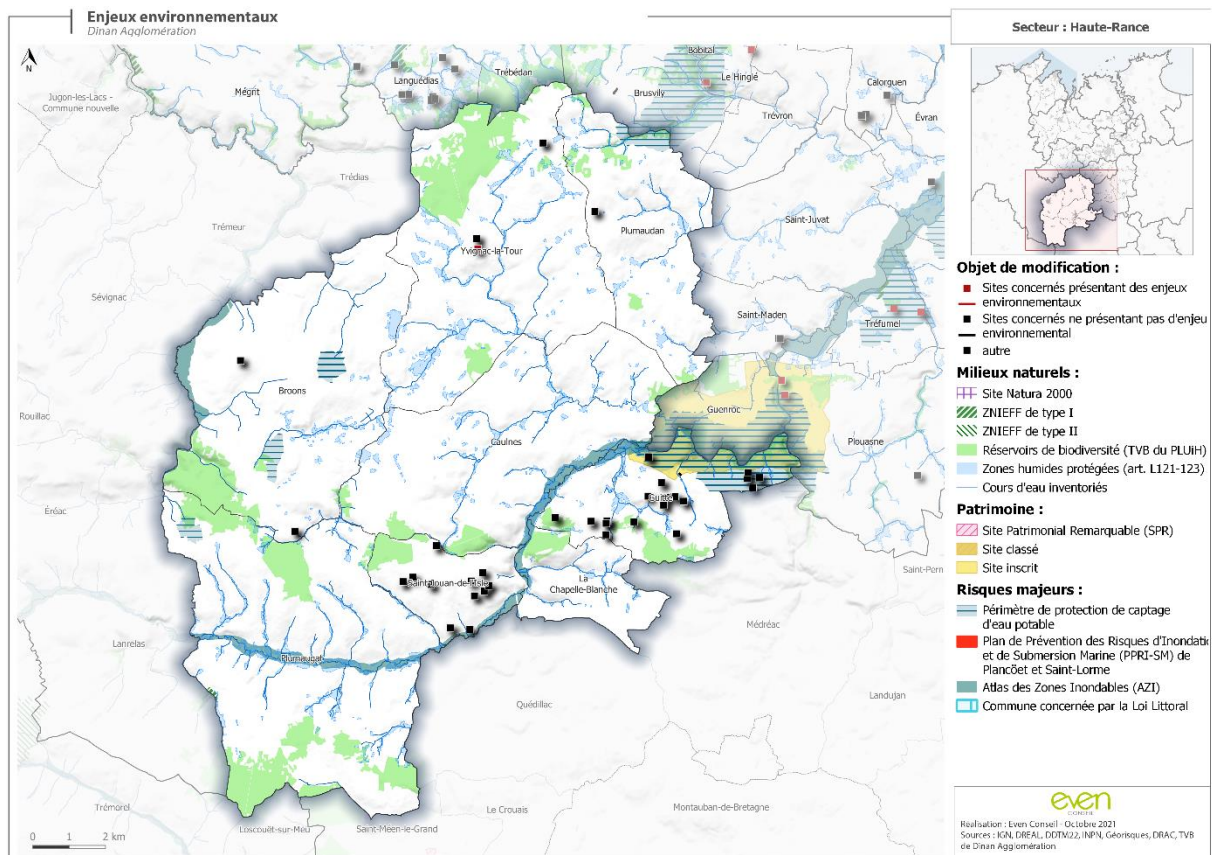 Enjeux environnementaux
Dinan Agglomération
Secteur : Haute-Rance
N
Mégrit
Jugon-les-Lacs -
Commune nouvelle
Languédias
Trébédan
Bobital
Le Hinglé
Brusvily
Trévron
Calorguen
Évran
Trédias
Trémeur
Sévignac
Saint-Juvat
Plumaudan
Yvignac-la-Tour
Saint-Maden
Tréfumel
Rouillac
Broons
Guenroc
Caulnes
Plouasne
Éréac
Guitté
Saint-Jouan-de-l'Isle
La
Chapelle-Blanche
Saint-Pern
Médréac
Lanrelas
Plumaugat
Quédillac
Landujan
Trémorel
Loscouët-sur-Meu
Saint-Méen-le-Grand
Le Crouais
Montauban-de-Bretagne
0 1 2 km
Objet de modification :
Sites concernés présentant des enjeux
environnementaux
Sites concernés ne présentant pas d'enjeu
environnemental
autre
Milieux naturels :
Site Natura 2000
ZNIEFF de type I
ZNIEFF de type II
Réservoirs de biodiversité (TVB du PLUiH)
Zones humides protégées (art. L121-123)
Cours d'eau inventoriés
Patrimoine :
Site Patrimonial Remarquable (SPR)
Site classé
Site inscrit
Risques majeurs :
Périmètre de protection de captage
d'eau potable
Plan de Prévention des Risques d'Inondatio
et de Submersion Marine (PPRI-SM) de
Plancöet et Saint-Lorme
Atlas des Zones Inondables (AZI)
Commune concernée par la Loi Littoral
even
CONSEIL
Réalisation : Even Conseil - Octobre 2021
Sources : IGN, DREAL, DDTM22, INPN, Géorisques, DRAC, TVB
de Dinan Agglomération